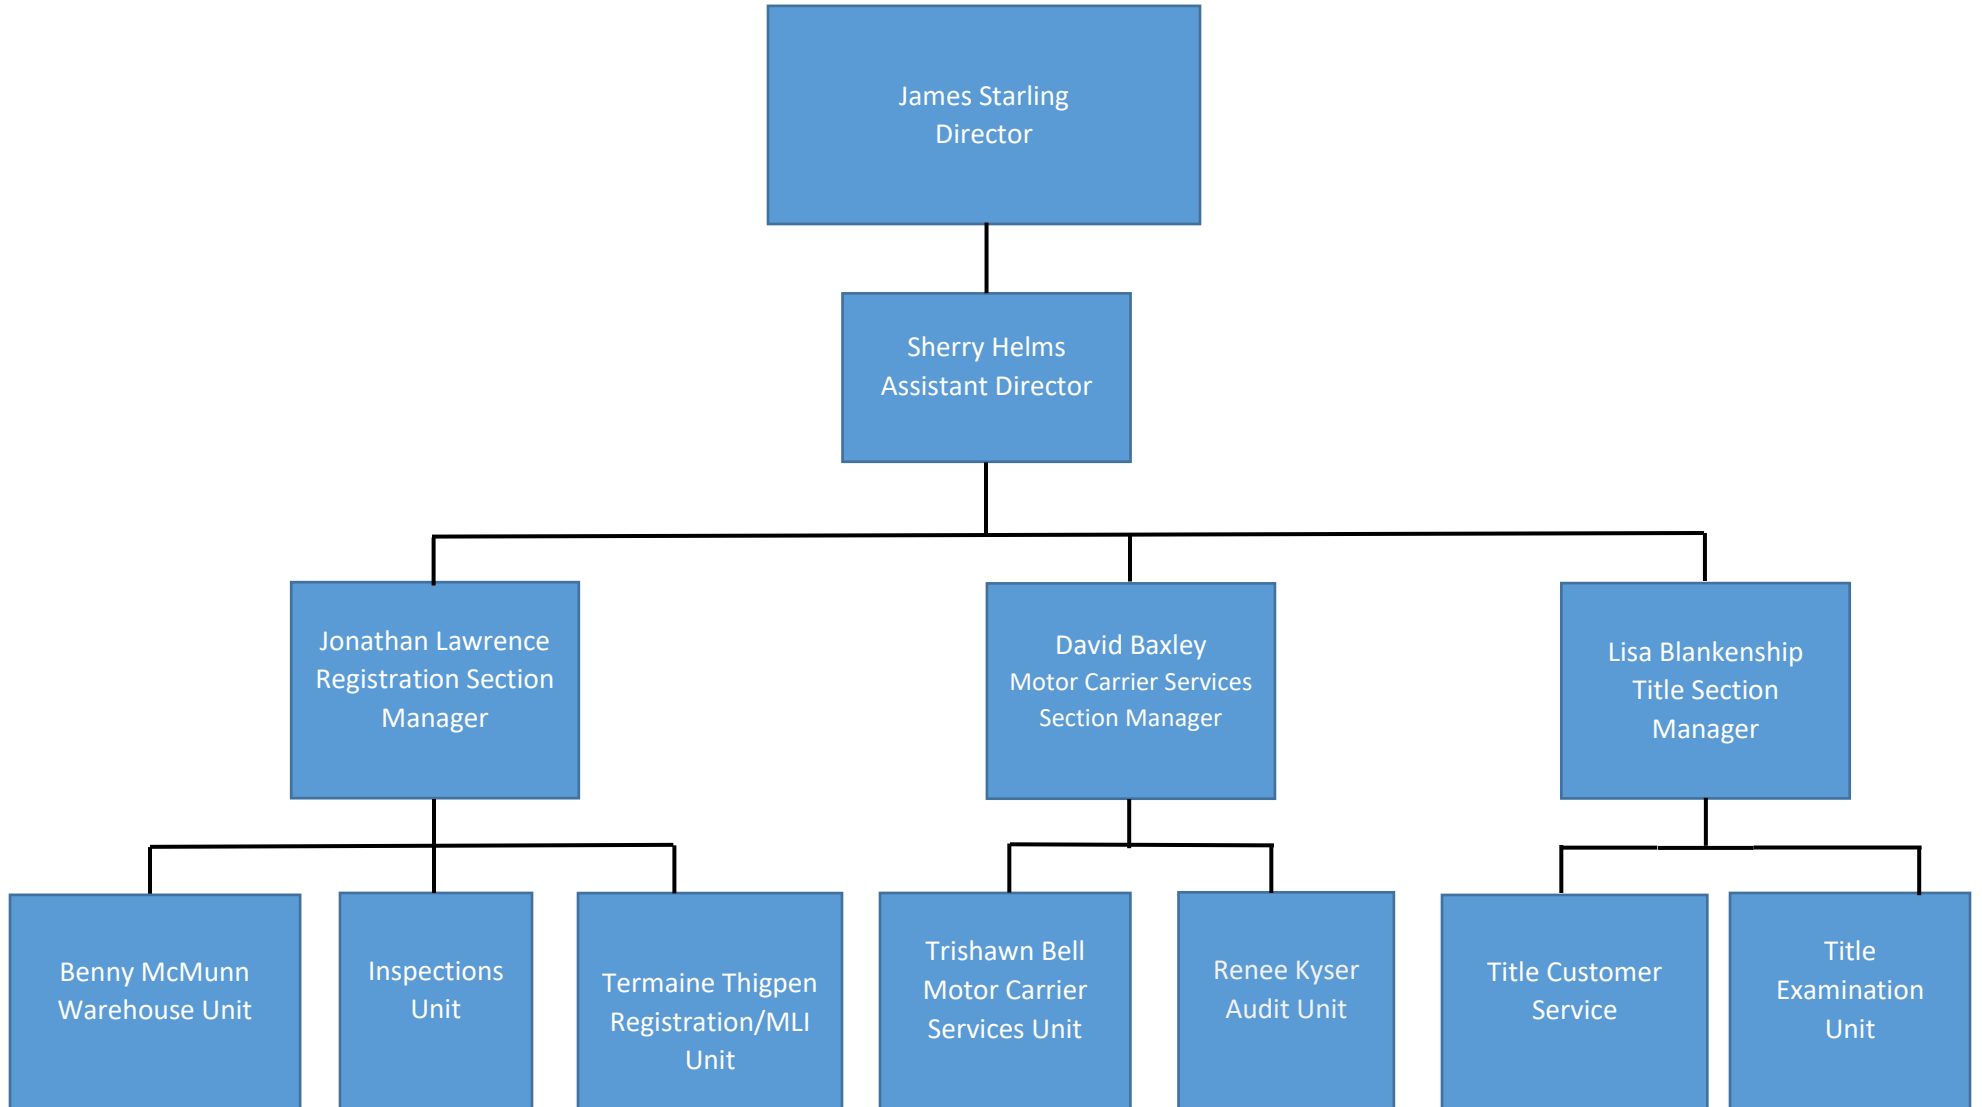 James Starling
Director
Sherry Helms
Assistant Director
Jonathan Lawrence
Registration Section
Manager
David Baxley
Motor Carrier Services
Section Manager
Lisa Blankenship
Title Section
Manager
Benny McMunn
Warehouse Unit
Inspections
Unit
Termaine Thigpen
Registration/MLI
Unit
Trishawn Bell
Motor Carrier
Services Unit
Renee Kyser
Audit Unit
Title Customer
Service
Title
Examination
Unit